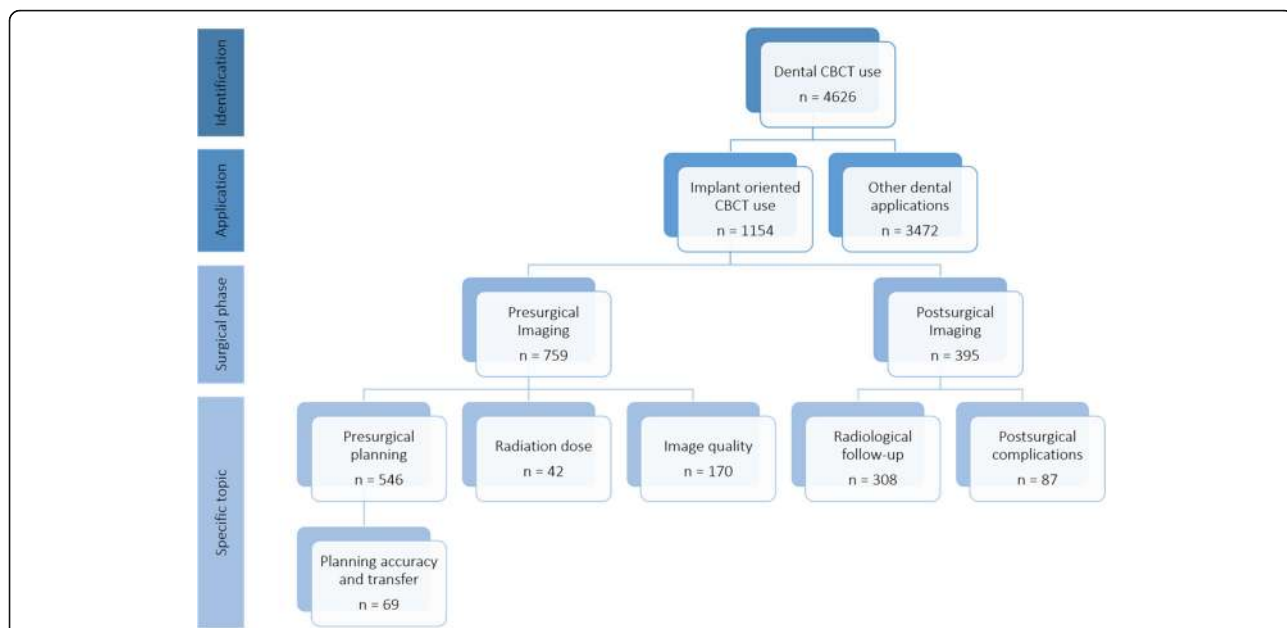 Identification
Dental CBCT use
n = 4626
Application
Implant oriented
CBCT use
n = 1154
Other dental
applications
n = 3472
Surgical phase
Presurgical
Imaging
n = 759
Postsurgical
Imaging
n = 395
Specific topic
Presurgical
planning
n = 546
Radiation dose
n = 42
Image quality
n = 170
Radiological
follow-up
n = 308
Postsurgical
complications
n = 87
Planning accuracy
and transfer
n = 69